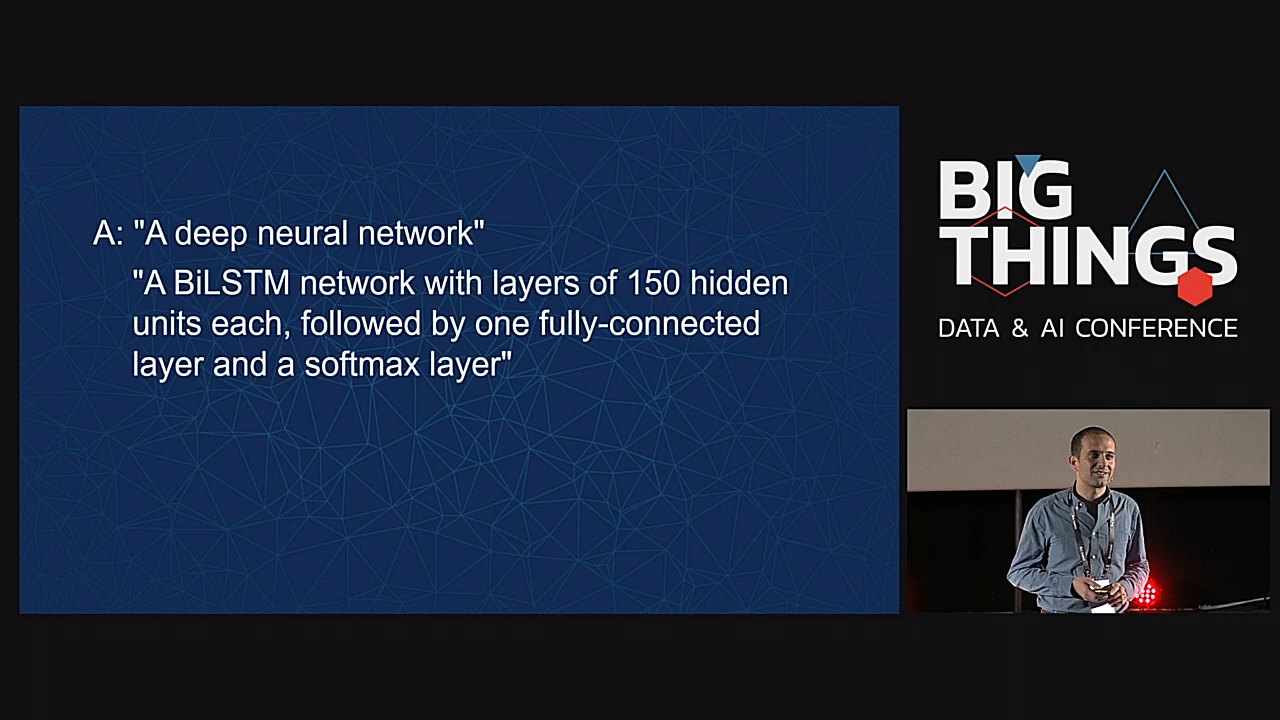 A: "A deep neural network"
"A BiLSTM network with layers of 150 hidden
units each, followed by one fully-connected
layer and a softmax layer"
BIG
THINGS
DATA & AI CONFERENCE